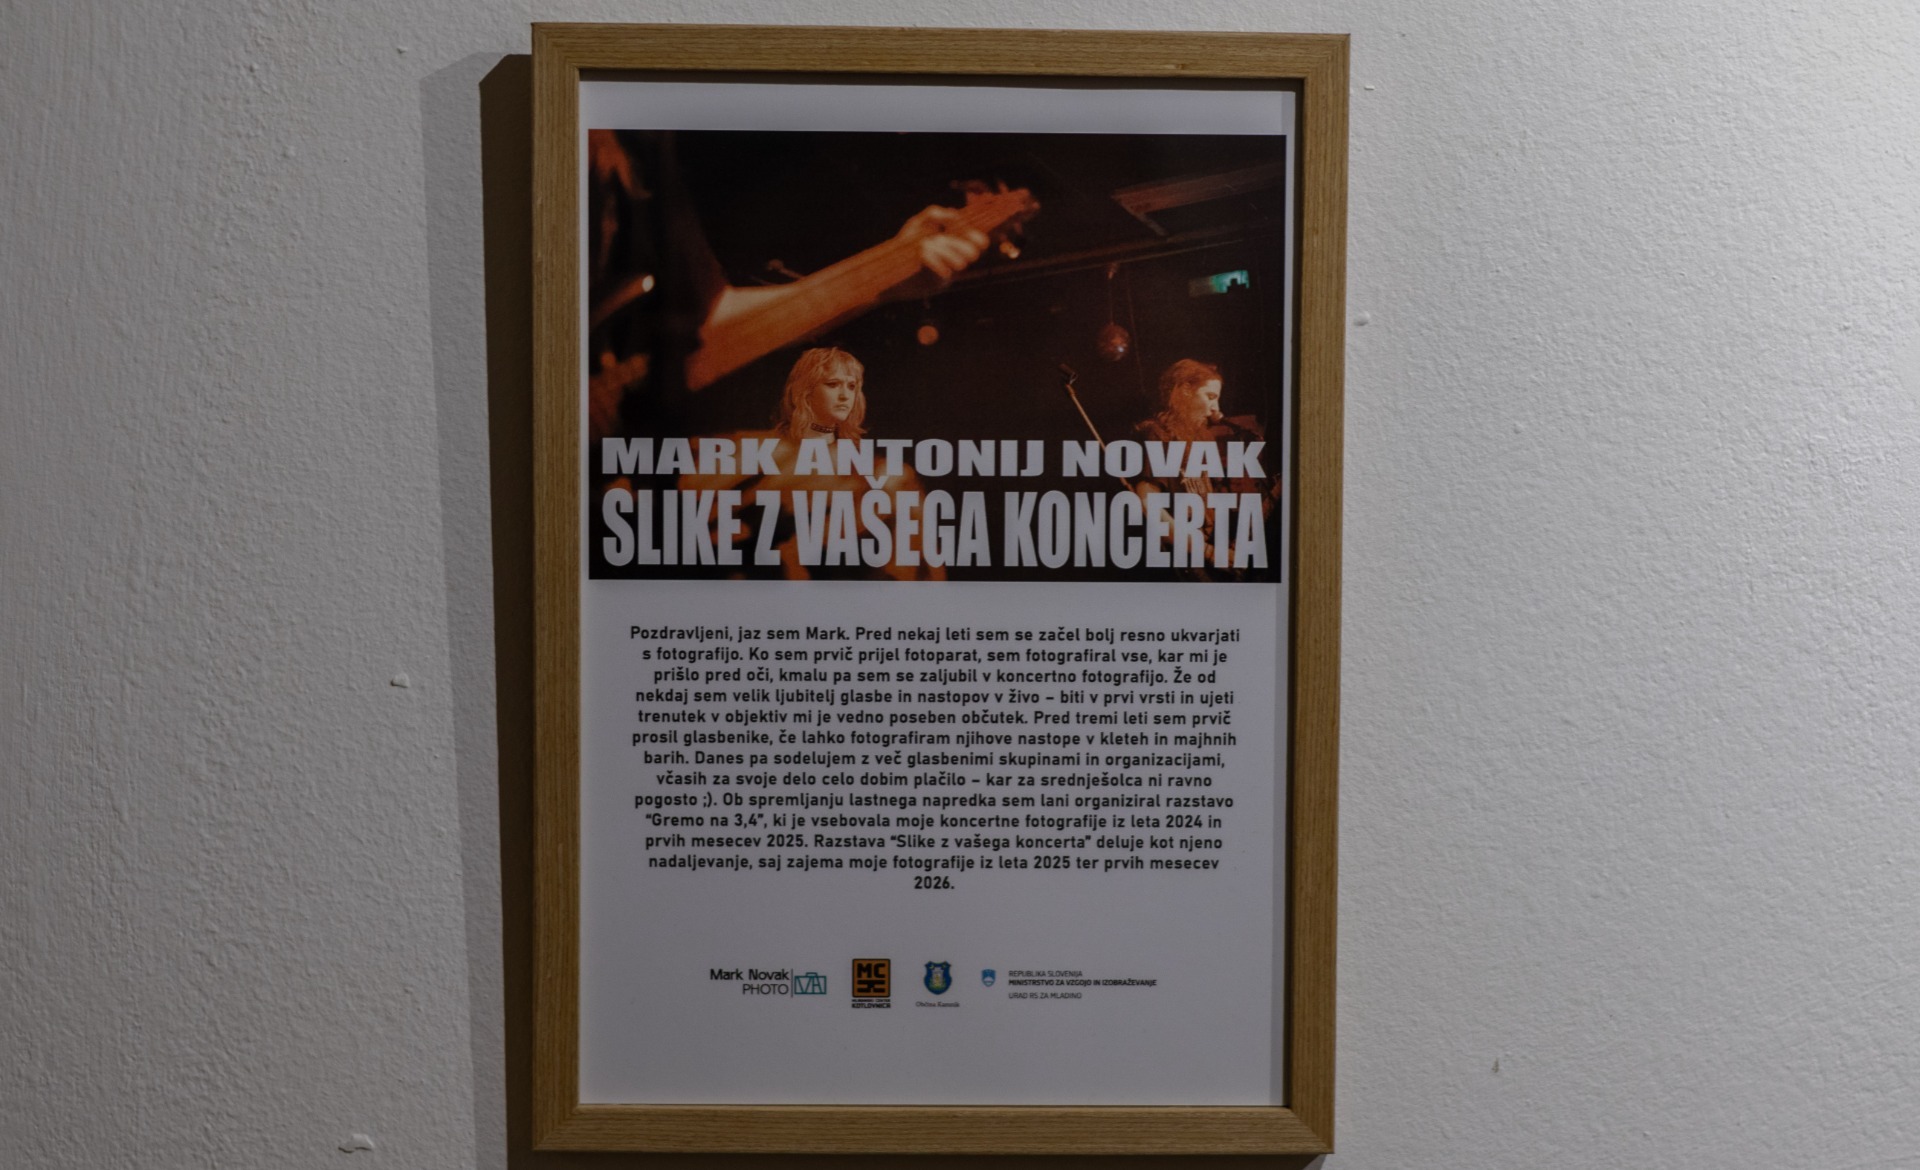 MARK ANTONIJ NOVAK
SLIKE Z VAŠEGA KONCERTA
Pozdravljeni, jaz sem Mark. Pred nekaj leti sem se začel bolj resno ukvarjati
s fotografijo. Ko sem prvič prijel fotoparat, sem fotografiral vse, kar mi je
prišlo pred oči, kmalu pa sem se zaljubil v koncertno fotografijo. Že od
nekdaj sem velik ljubitelj glasbe in nastopov v živo – biti v prvi vrsti in ujeti
trenutek v objektiv mi je vedno poseben občutek. Pred tremi leti sem prvič
prosil glasbenike, če lahko fotografiram njihove nastope v kleteh in majhnih
barih. Danes pa sodelujem z več glasbenimi skupinami in organizacijami,
včasih za svoje delo celo dobim plačilo – kar za srednješolca ni ravno
pogosto ;). Ob spremljanju lastnega napredka sem lani organiziral razstavo
“Gremo na 3,4”, ki je vsebovala moje koncertne fotografije iz leta 2024 in
prvih mesecev 2025. Razstava “Slike z vašega koncerta” deluje kot njeno
nadaljevanje, saj zajema moje fotografije iz leta 2025 ter prvih mesecev
2026.
Mark Novak
PHOTO
MC
MLADINSKI CENTER
KOTLOVNICA
Občina Kamnik
REPUBLIKA SLOVENIJA
MINISTRSTVO ZA VZGOJO IN IZOBRAŽEVANJE
URAD RS ZA MLADINO